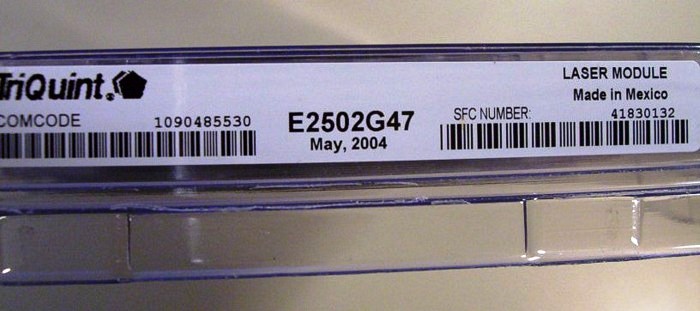 TriQuint
COMCODE 1090485530
E2502G47
May, 2004
LASER MODULE
Made in Mexico
SFC NUMBER: 41830132